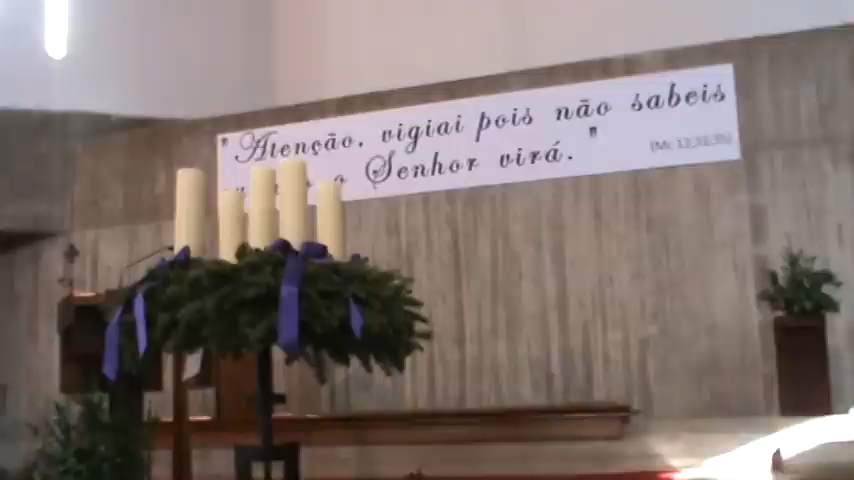 " Atenção, vigiai pois não sabeis
o Senhor virá. "